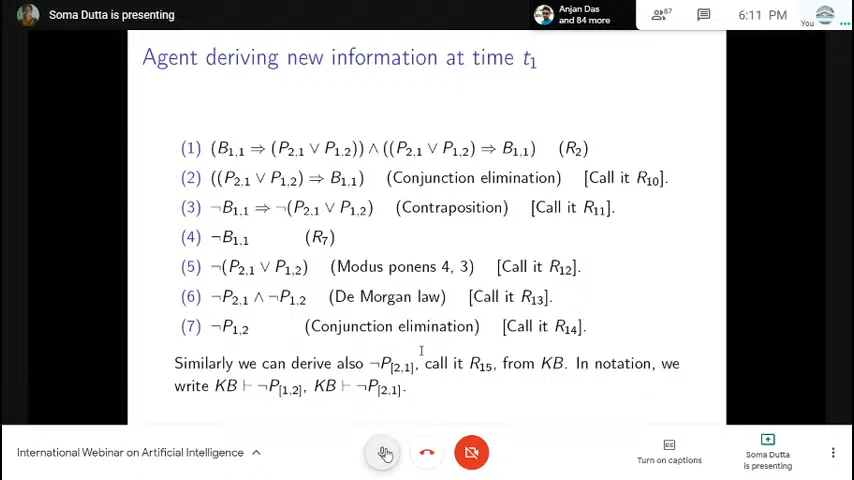 Soma Dutta is presenting
Anjan Das
and 84 more
87
6:11 PM
You
Agent deriving new information at time t₁
(1) (B₁,₁ ⇒ (P₂,₁ ∨ P₁,₂)) ∧ ((P₂,₁ ∨ P₁,₂) ⇒ B₁,₁) (R₂)
(2) ((P₂,₁ ∨ P₁,₂) ⇒ B₁,₁) (Conjunction elimination) [Call it R₁₀].
(3) ¬B₁,₁ ⇒ ¬(P₂,₁ ∨ P₁,₂) (Contraposition) [Call it R₁₁].
(4) ¬B₁,₁ (R₇)
(5) ¬(P₂,₁ ∨ P₁,₂) (Modus ponens 4, 3) [Call it R₁₂].
(6) ¬P₂,₁ ∧ ¬P₁,₂ (De Morgan law) [Call it R₁₃].
(7) ¬P₁,₂ (Conjunction elimination) [Call it R₁₄].
Similarly we can derive also ¬P[₂,₁], call it R₁₅, from KB. In notation, we
write KB ⊢ ¬P[₁,₂], KB ⊢ ¬P[₂,₁].
International Webinar on Artificial Intelligence
Turn on captions
Soma Dutta
is presenting